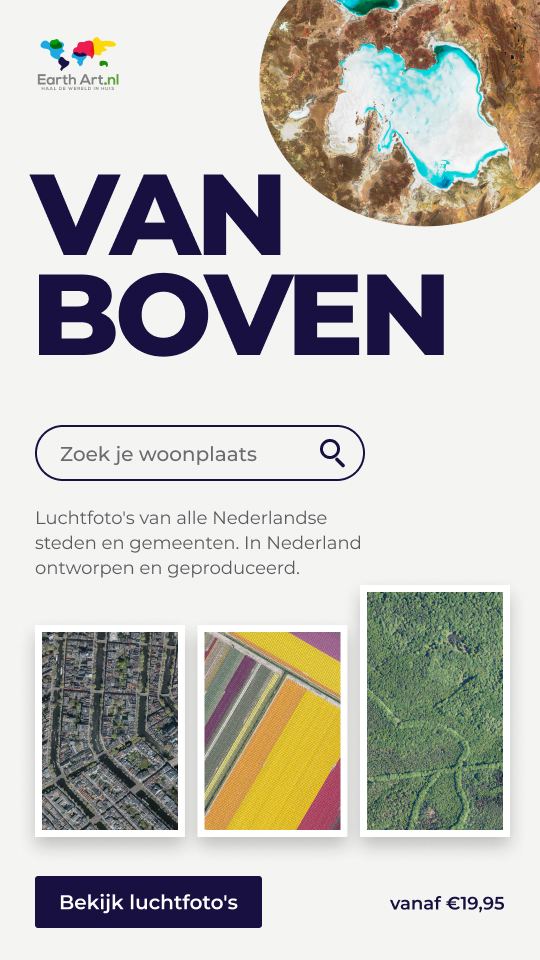 Earth Art.nl
HAAL DE WERELD IN HUIS
VAN
BOVEN
Zoek je woonplaats
Luchtfoto's van alle Nederlandse
steden en gemeenten. In Nederland
ontworpen en geproduceerd.
Bekijk luchtfoto's
vanaf €19,95